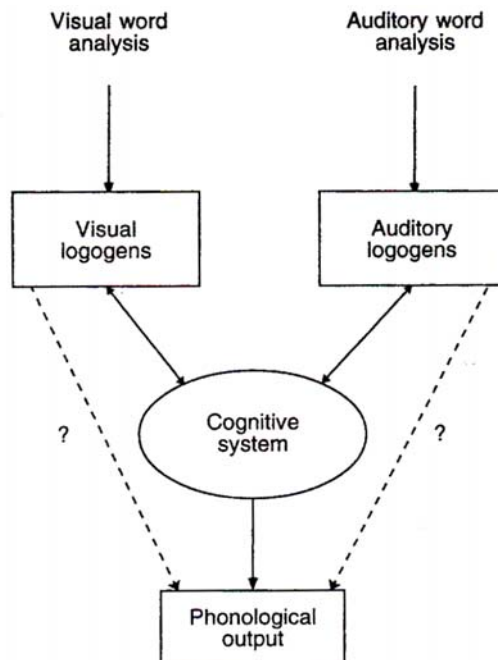 Visual word
analysis
Auditory word
analysis
Visual
logogens
Auditory
logogens
Cognitive
system
?
?
Phonological
output